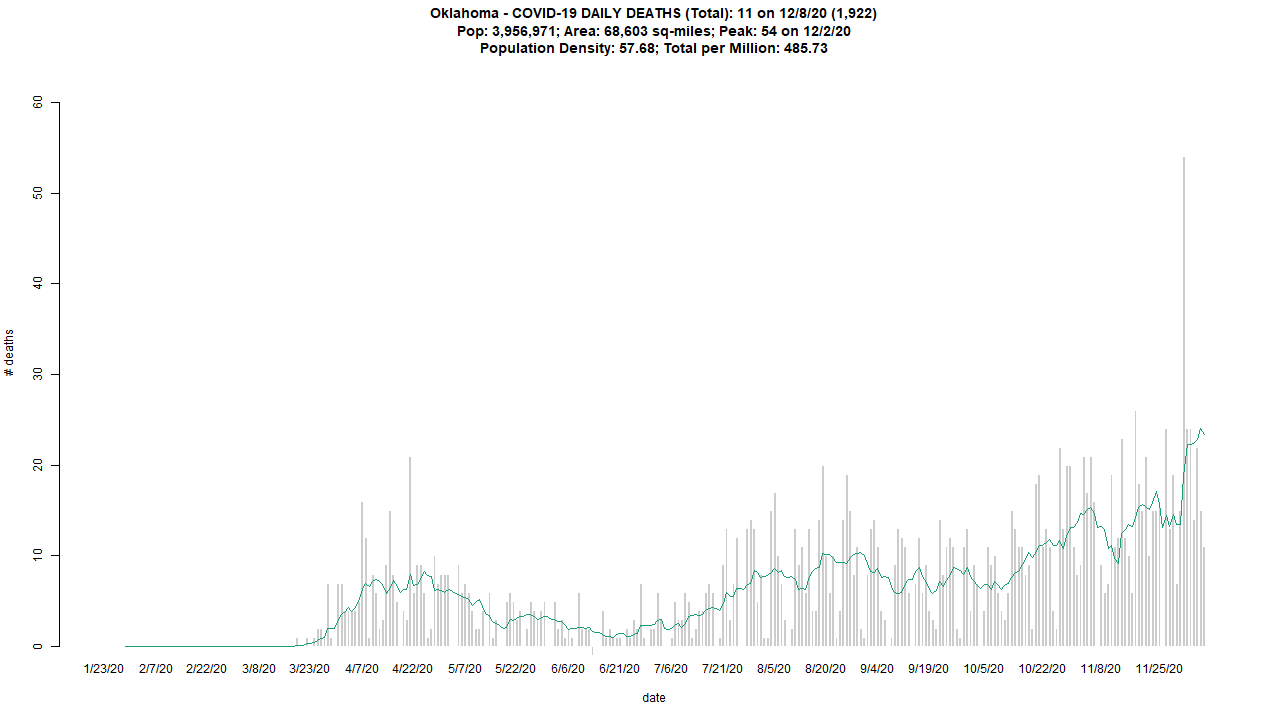 Oklahoma - COVID-19 DAILY DEATHS (Total): 11 on 12/8/20 (1,922)
Pop: 3,956,971; Area: 68,603 sq-miles; Peak: 54 on 12/2/20
Population Density: 57.68; Total per Million: 485.73
60
50
40
30
20
10
0
# deaths
1/23/20 2/7/20 2/22/20 3/8/20 3/23/20 4/7/20 4/22/20 5/7/20 5/22/20 6/6/20 6/21/20 7/6/20 7/21/20 8/5/20 8/20/20 9/4/20 9/19/20 10/5/20 10/22/20 11/8/20 11/25/20
date